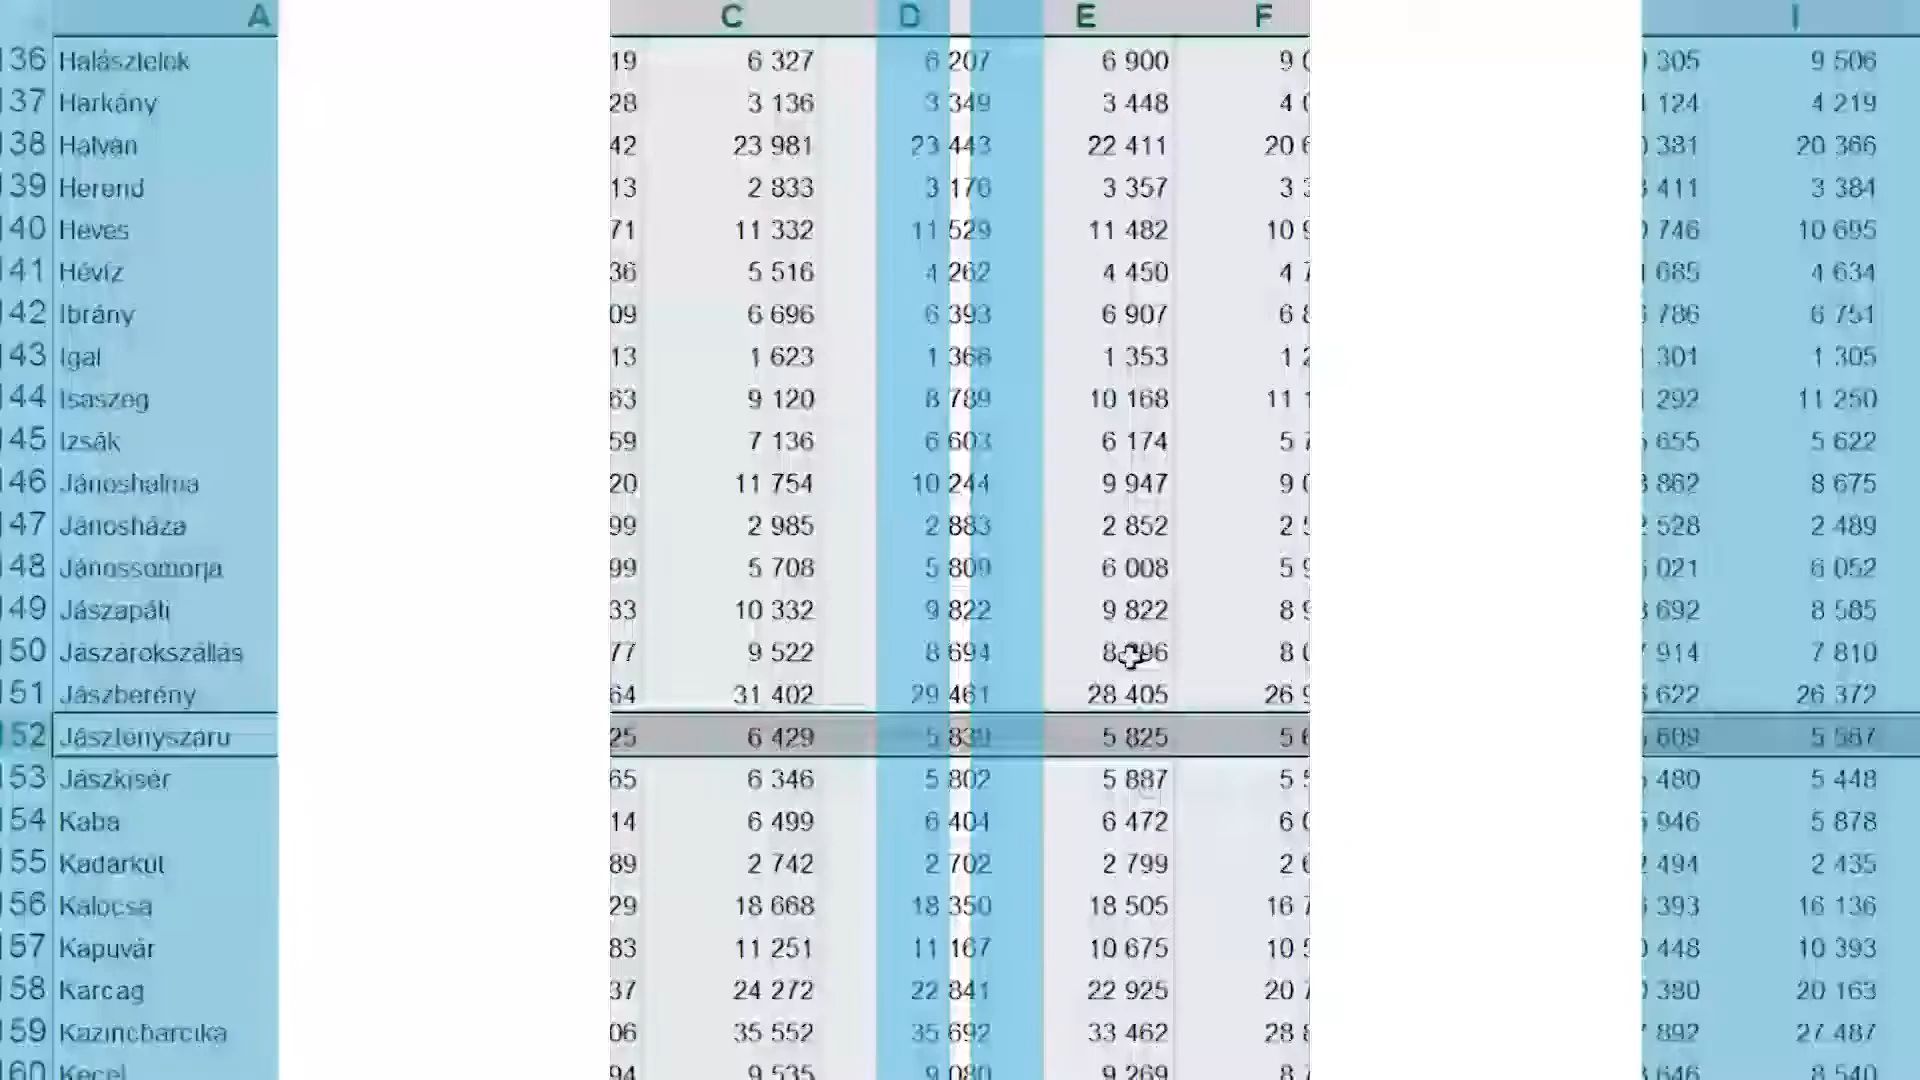 A C D E F I
136 Halásztelek 19 6 327 6 207 6 900 9 305 9 506
137 Harkány 28 3 136 3 349 3 448 4 124 4 219
138 Hatvan 42 23 981 23 443 22 411 20 381 20 366
139 Herend 13 2 833 3 176 3 357 3 411 3 384
140 Heves 71 11 332 11 529 11 482 10 746 10 695
141 Hévíz 36 5 516 4 262 4 450 4 685 4 634
142 Ibrány 09 6 696 6 393 6 907 6 786 6 751
143 Igal 13 1 623 1 366 1 353 1 301 1 305
144 Isaszeg 63 9 120 8 789 10 168 11 292 11 250
145 Izsák 59 7 136 6 603 6 174 5 655 5 622
146 Jánoshalma 20 11 754 10 244 9 947 9 862 8 675
147 Jánosháza 99 2 985 2 883 2 852 2 528 2 489
148 Jánossomorja 99 5 708 5 809 6 008 5 021 6 052
149 Jászapáti 33 10 332 9 822 9 822 8 692 8 585
150 Jászárokszállás 77 9 522 8 694 8 8 914 7 810
151 Jászberény 64 31 402 29 461 28 405 26 622 26 372
152 Jászfényszaru 25 6 429 5 839 5 825 5 609 5 567
153 Jászkisér 65 6 346 5 802 5 887 5 480 5 448
154 Kaba 14 6 499 6 404 6 472 6 946 5 878
155 Kadarkút 89 2 742 2 702 2 799 2 494 2 435
156 Kalocsa 29 18 668 18 350 18 505 16 393 16 136
157 Kapuvár 83 11 251 11 167 10 675 10 448 10 393
158 Karcag 37 24 272 22 841 22 925 20 380 20 163
159 Kazincbarcika 06 35 552 35 692 33 462 28 892 27 487
160 Kecel 94 9 535 9 080 9 269 8 646 8 540